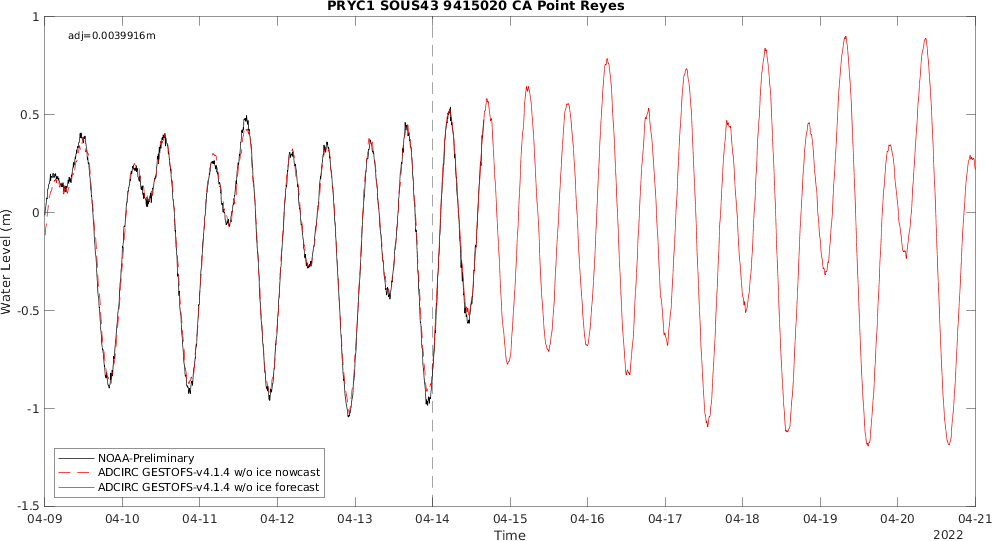 PRYC1 SOUS43 9415020 CA Point Reyes
adj=0.0039916m
1
0.5
0
-0.5
-1
-1.5
Water Level (m)
NOAA-Preliminary
ADCIRC GESTOFS-v4.1.4 w/o ice nowcast
ADCIRC GESTOFS-v4.1.4 w/o ice forecast
04-09 04-10 04-11 04-12 04-13 04-14 04-15 04-16 04-17 04-18 04-19 04-20 04-21
Time
2022